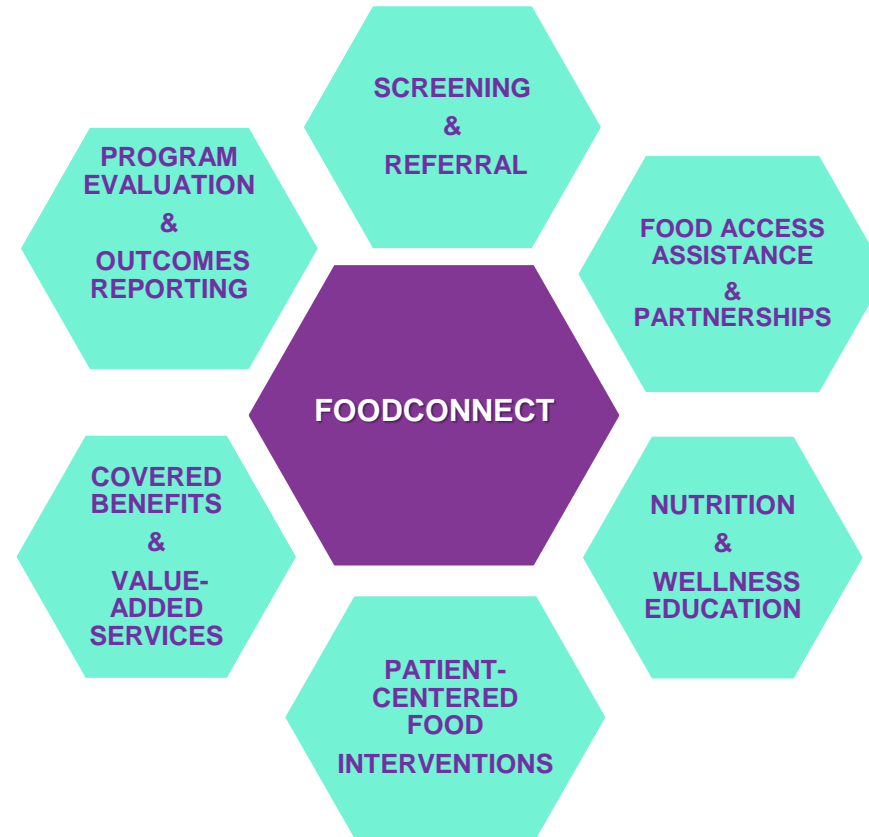 SCREENING
&
REFERRAL
PROGRAM
EVALUATION
&
OUTCOMES
REPORTING
FOOD ACCESS
ASSISTANCE
&
PARTNERSHIPS
FOODCONNECT
COVERED
BENEFITS
&
VALUE-
ADDED
SERVICES
NUTRITION
&
WELLNESS
EDUCATION
PATIENT-
CENTERED
FOOD
INTERVENTIONS